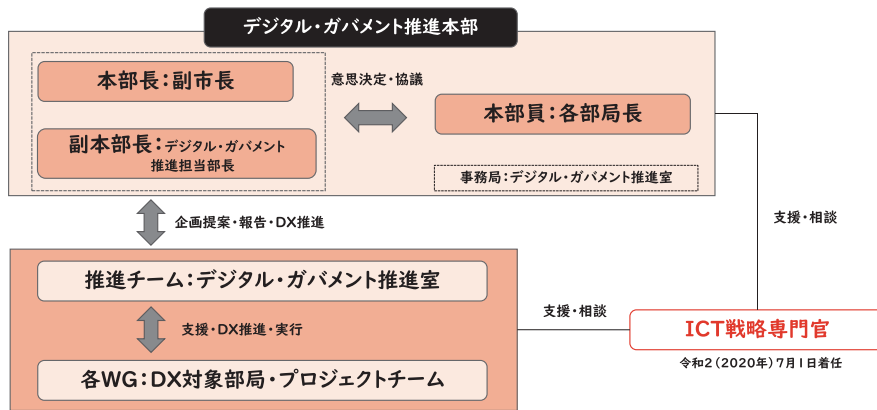 デジタル・ガバメント推進本部
本部長：副市長
意思決定・協議
本部員：各部局長
副本部長：デジタル・ガバメント
推進担当部長
事務局：デジタル・ガバメント推進室
企画提案・報告・DX推進
支援・相談
推進チーム：デジタル・ガバメント推進室
支援・DX推進・実行
支援・相談
ICT戦略専門官
令和2（2020年）7月1日着任
各WG：DX対象部局・プロジェクトチーム